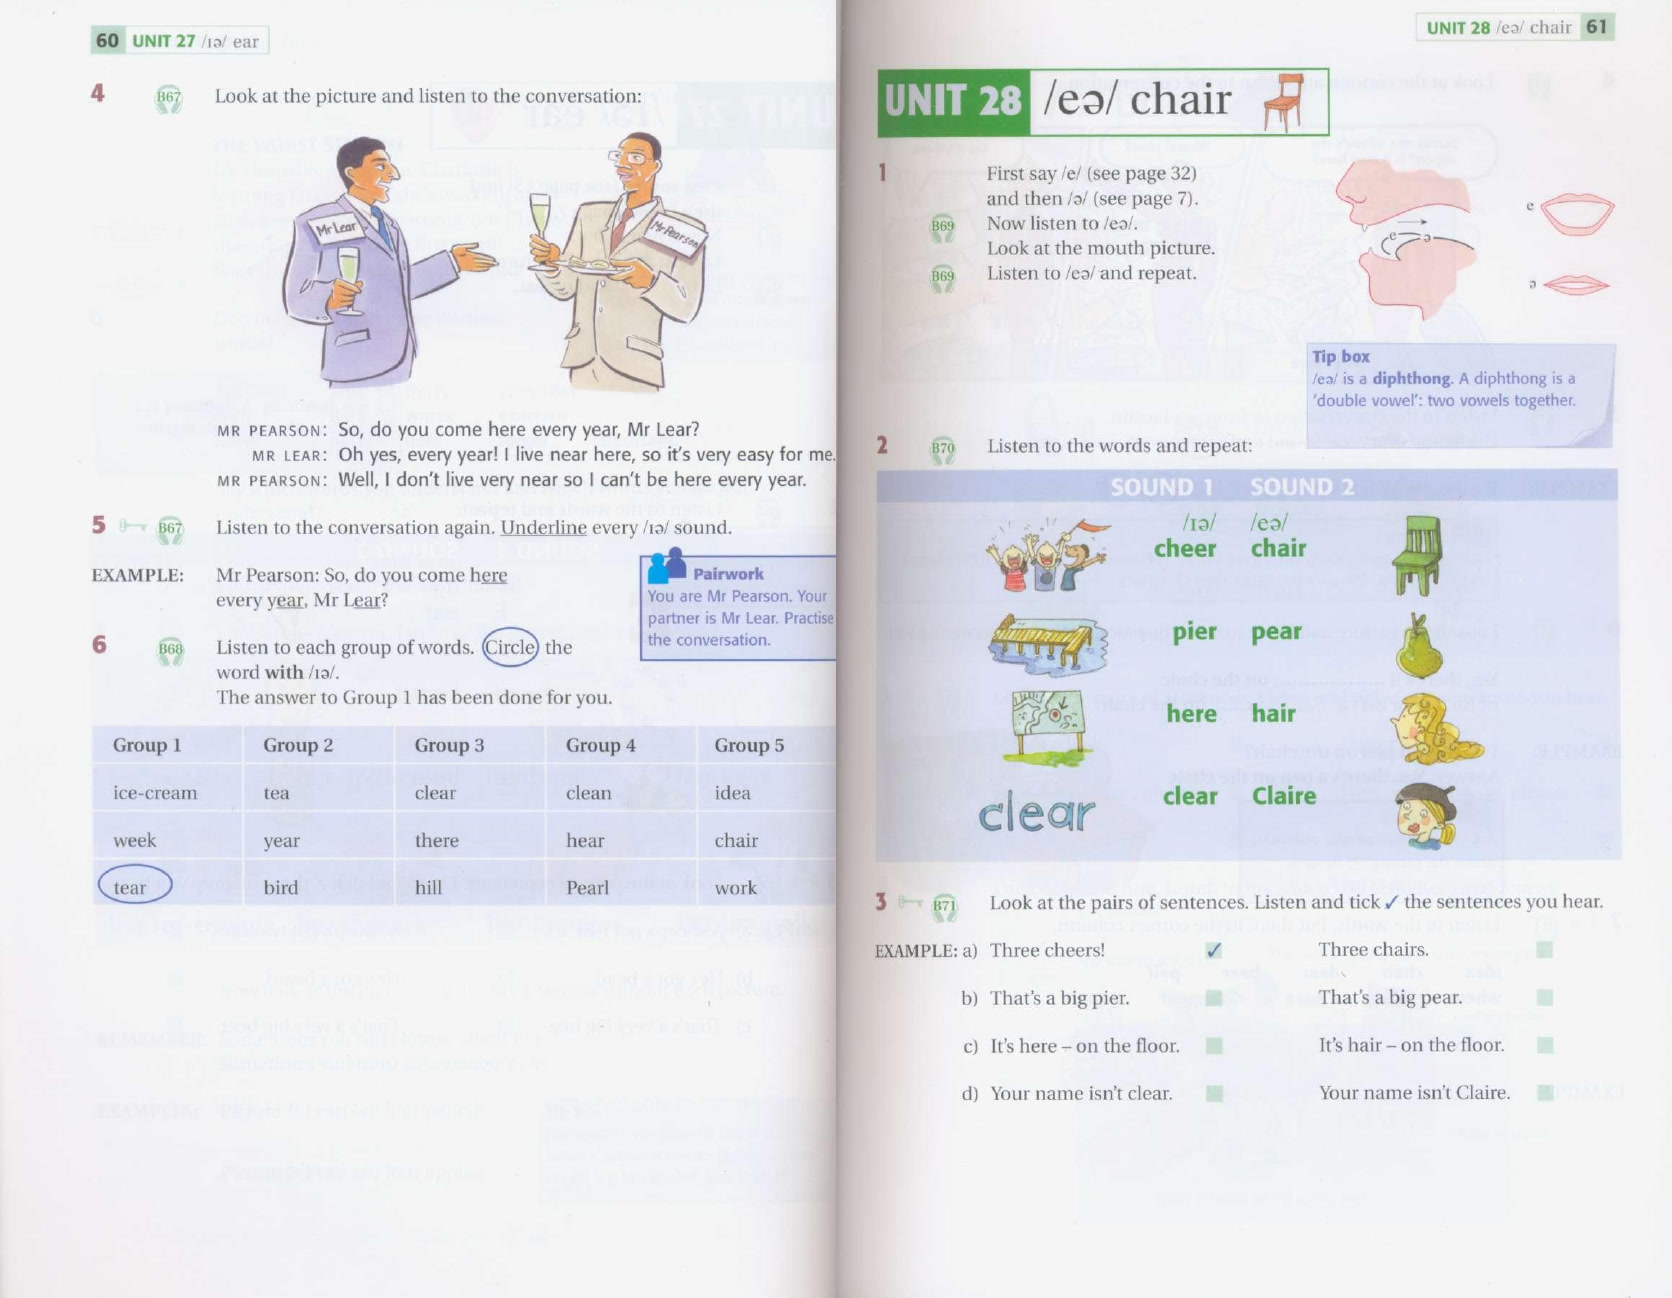 60 UNIT 27 /ɪə/ ear
4 B67 Look at the picture and listen to the conversation:
Mr Lear
Mr Pearson
MR PEARSON: So, do you come here every year, Mr Lear?
MR LEAR: Oh yes, every year! I live near here, so it's very easy for me.
MR PEARSON: Well, I don't live very near so I can't be here every year.
5 B67 Listen to the conversation again. Underline every /ɪə/ sound.
EXAMPLE: Mr Pearson: So, do you come here
every year, Mr Lear?
Pairwork
You are Mr Pearson. Your
partner is Mr Lear. Practise
the conversation.
6 B68 Listen to each group of words. Circle the
word with /ɪə/.
The answer to Group 1 has been done for you.
Group 1 Group 2 Group 3 Group 4 Group 5
ice-cream tea clear clean idea
week year there hear chair
tear bird hill Pearl work
UNIT 28 /eə/ chair 61
UNIT 28 /eə/ chair
1 First say /e/ (see page 32)
and then /ə/ (see page 7).
B69 Now listen to /eə/.
Look at the mouth picture.
B69 Listen to /eə/ and repeat.
e
e ə
ə
Tip box
/eə/ is a diphthong. A diphthong is a
'double vowel': two vowels together.
2 B70 Listen to the words and repeat:
SOUND 1 SOUND 2
/ɪə/ /eə/
cheer chair
pier pear
here hair
clear clear Claire
3 B71 Look at the pairs of sentences. Listen and tick ✓ the sentences you hear.
EXAMPLE: a) Three cheers! ✓ Three chairs.
b) That's a big pier. That's a big pear.
c) It's here – on the floor. It's hair – on the floor.
d) Your name isn't clear. Your name isn't Claire.